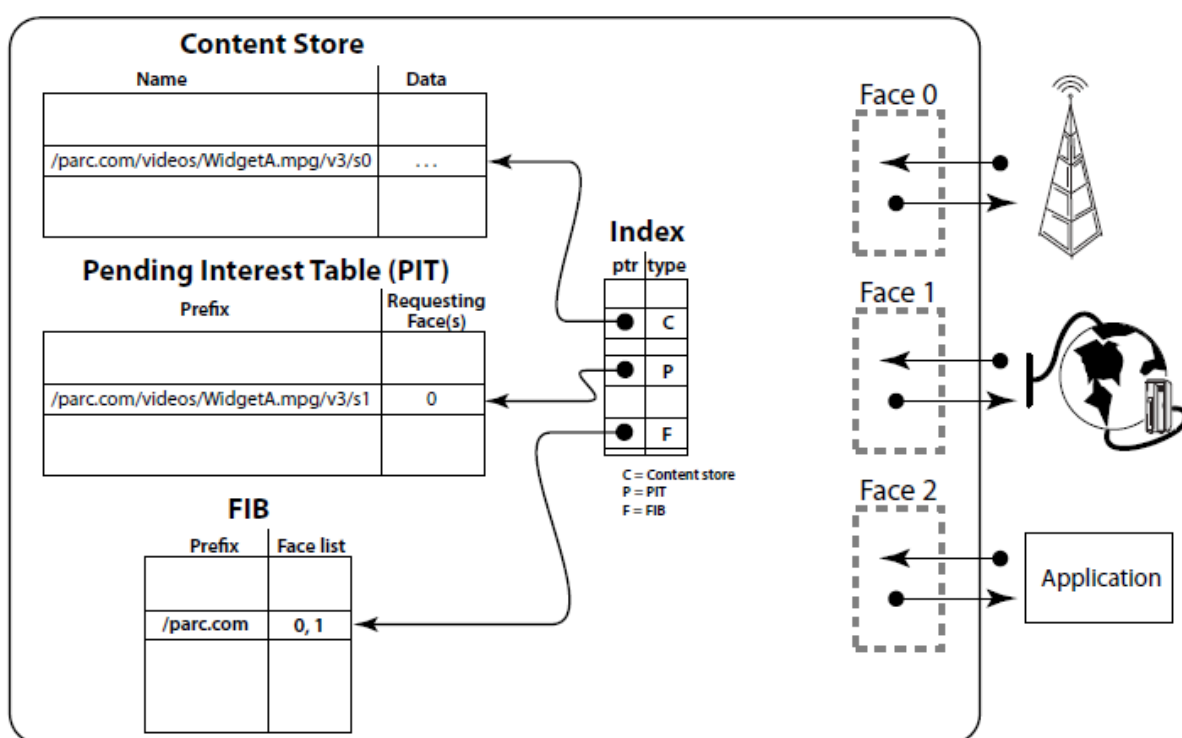 Content Store
Name Data
/parc.com/videos/WidgetA.mpg/v3/s0 ...
Pending Interest Table (PIT)
Prefix Requesting
Face(s)
/parc.com/videos/WidgetA.mpg/v3/s1 0
FIB
Prefix Face list
/parc.com 0, 1
Index
ptr type
C
P
F
C = Content store
P = PIT
F = FIB
Face 0
Face 1
Face 2
Application